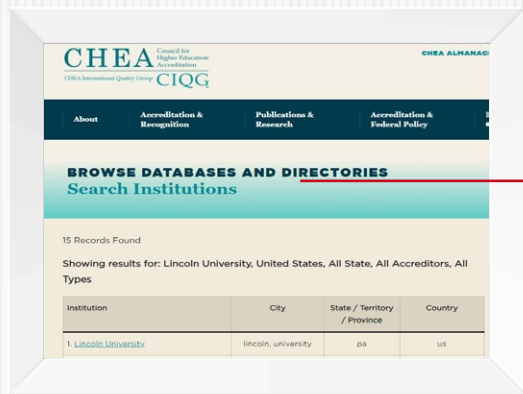 CHEA
Council for
Higher Education
Accreditation
CHEA International Quality Group CIQG
CHEA ALMANAC
About
Accreditation &
Recognition
Publications &
Research
Accreditation &
Federal Policy
BROWSE DATABASES AND DIRECTORIES
Search Institutions
15 Records Found
Showing results for: Lincoln University, United States, All State, All Accreditors, All
Types
Institution
City
State / Territory
/ Province
Country
1. Lincoln University
lincoln, university
pa
us